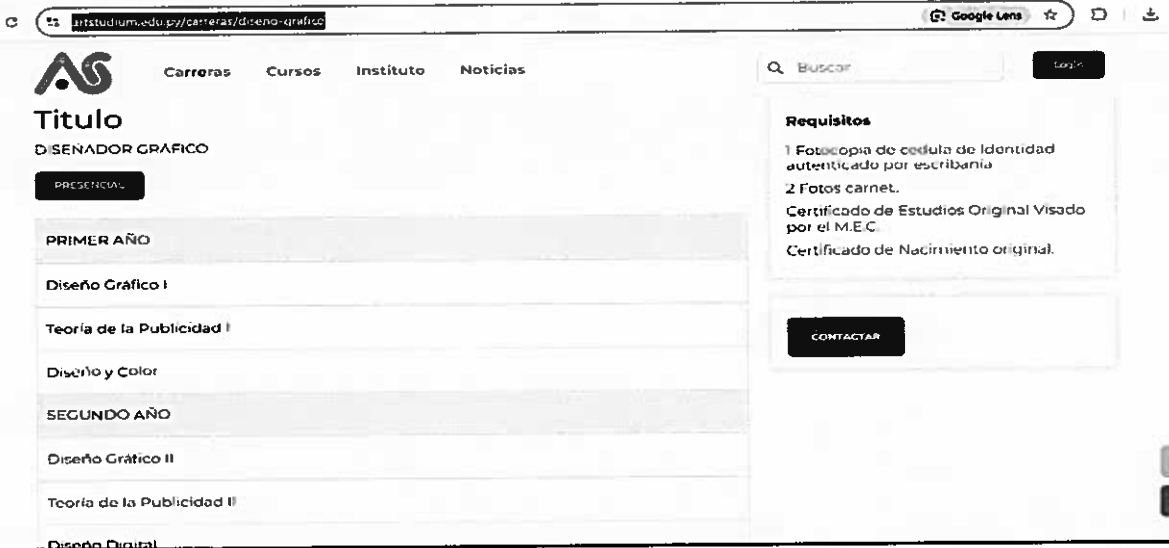 artstudium.edu.py/carreras/diseno-grafico
Google Lens
AS
Carreras Cursos Instituto Noticias
Buscar
Login
Titulo
DISEÑADOR GRAFICO
PRESENCIAL
PRIMER AÑO
Diseño Gráfico I
Teoría de la Publicidad I
Diseño y Color
SEGUNDO AÑO
Diseño Gráfico II
Teoría de la Publicidad II
Diseño Digital
Requisitos
1 Fotocopia de cedula de Identidad
autenticado por escribanía
2 Fotos carnet..
Certificado de Estudios Original Visado
por el M.E.C.
Certificado de Nacimiento original.
CONTACTAR